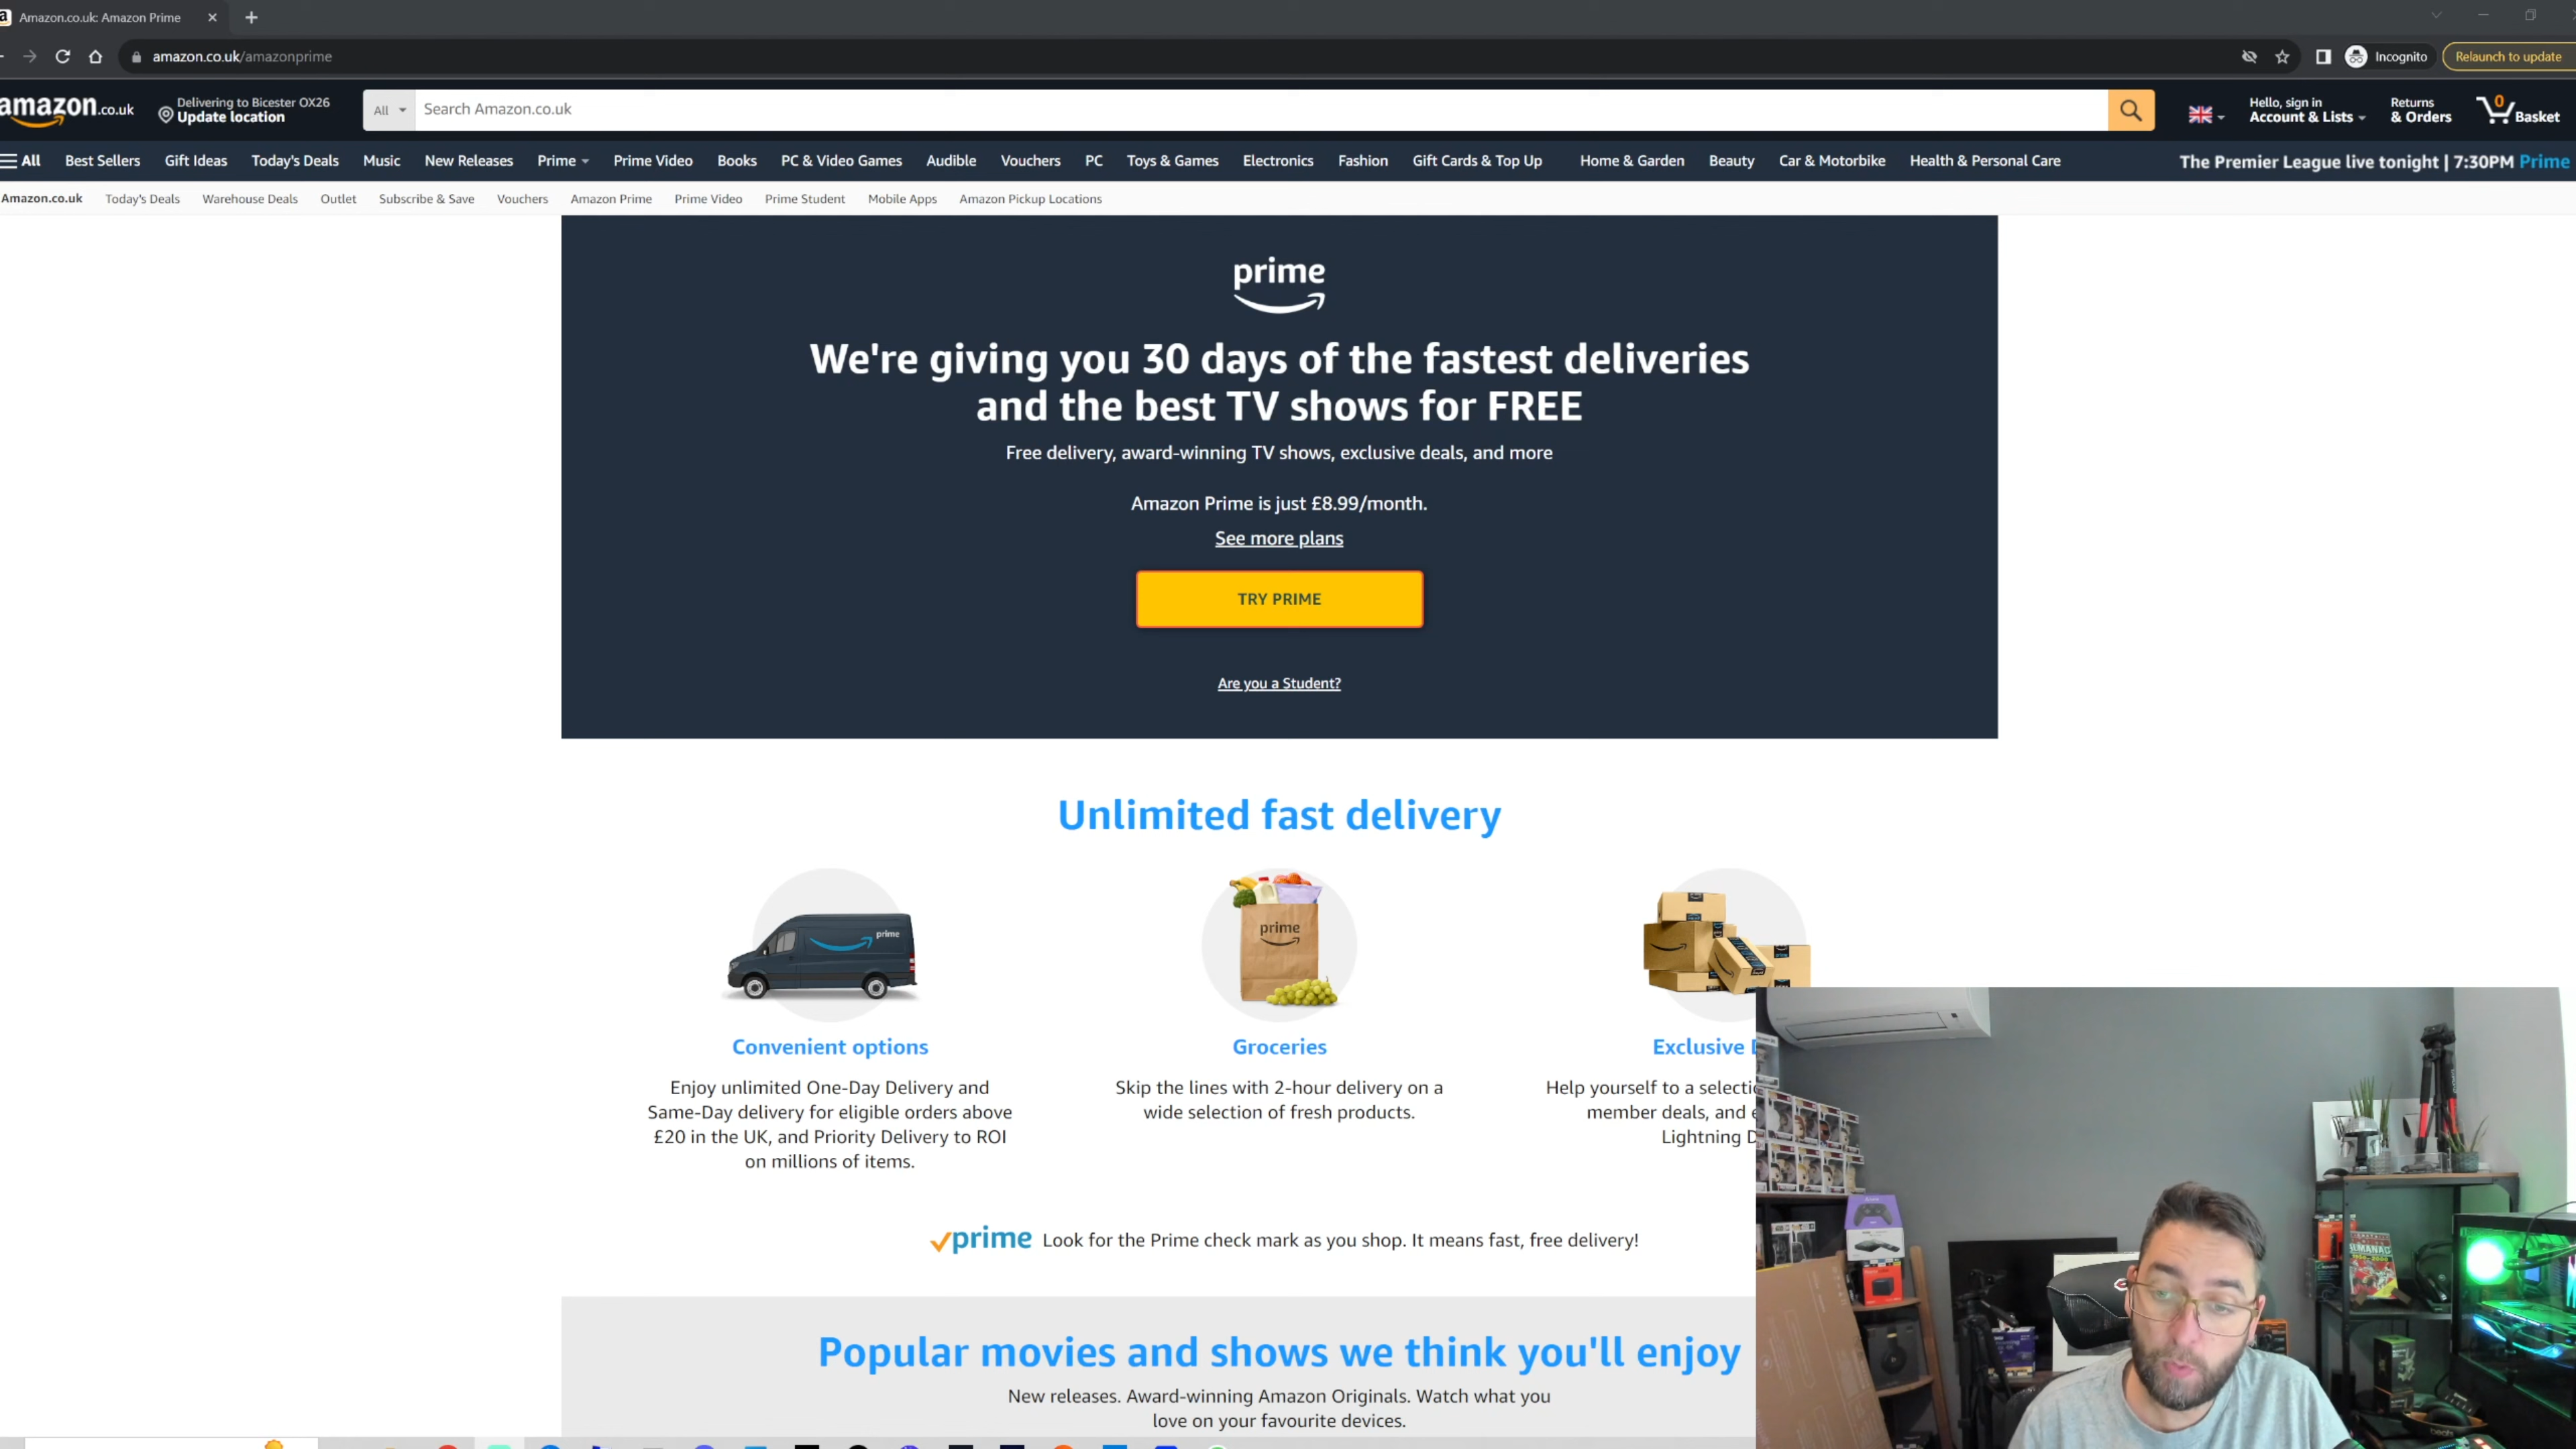 Amazon.co.uk: Amazon Prime
amazon.co.uk/amazonprime
Incognito
Relaunch to update
amazon.co.uk
Delivering to Bicester OX26
Update location
All
Search Amazon.co.uk
Hello, sign in
Account & Lists
Returns
& Orders
0
Basket
All Best Sellers Gift Ideas Today's Deals Music New Releases Prime Prime Video Books PC & Video Games Audible Vouchers PC Toys & Games Electronics Fashion Gift Cards & Top Up Home & Garden Beauty Car & Motorbike Health & Personal Care The Premier League live tonight | 7:30PM Prime
Amazon.co.uk Today's Deals Warehouse Deals Outlet Subscribe & Save Vouchers Amazon Prime Prime Video Prime Student Mobile Apps Amazon Pickup Locations
prime
We're giving you 30 days of the fastest deliveries
and the best TV shows for FREE
Free delivery, award-winning TV shows, exclusive deals, and more
Amazon Prime is just £8.99/month.
See more plans
TRY PRIME
Are you a Student?
Unlimited fast delivery
prime
prime
Convenient options
Enjoy unlimited One-Day Delivery and
Same-Day delivery for eligible orders above
£20 in the UK, and Priority Delivery to ROI
on millions of items.
Groceries
Skip the lines with 2-hour delivery on a
wide selection of fresh products.
Exclusive
Help yourself to a
member deals, and
Lightning
prime Look for the Prime check mark as you shop. It means fast, free delivery!
Popular movies and shows we think you'll enjoy
New releases. Award-winning Amazon Originals. Watch what you
love on your favourite devices.
ALMANAC
beats